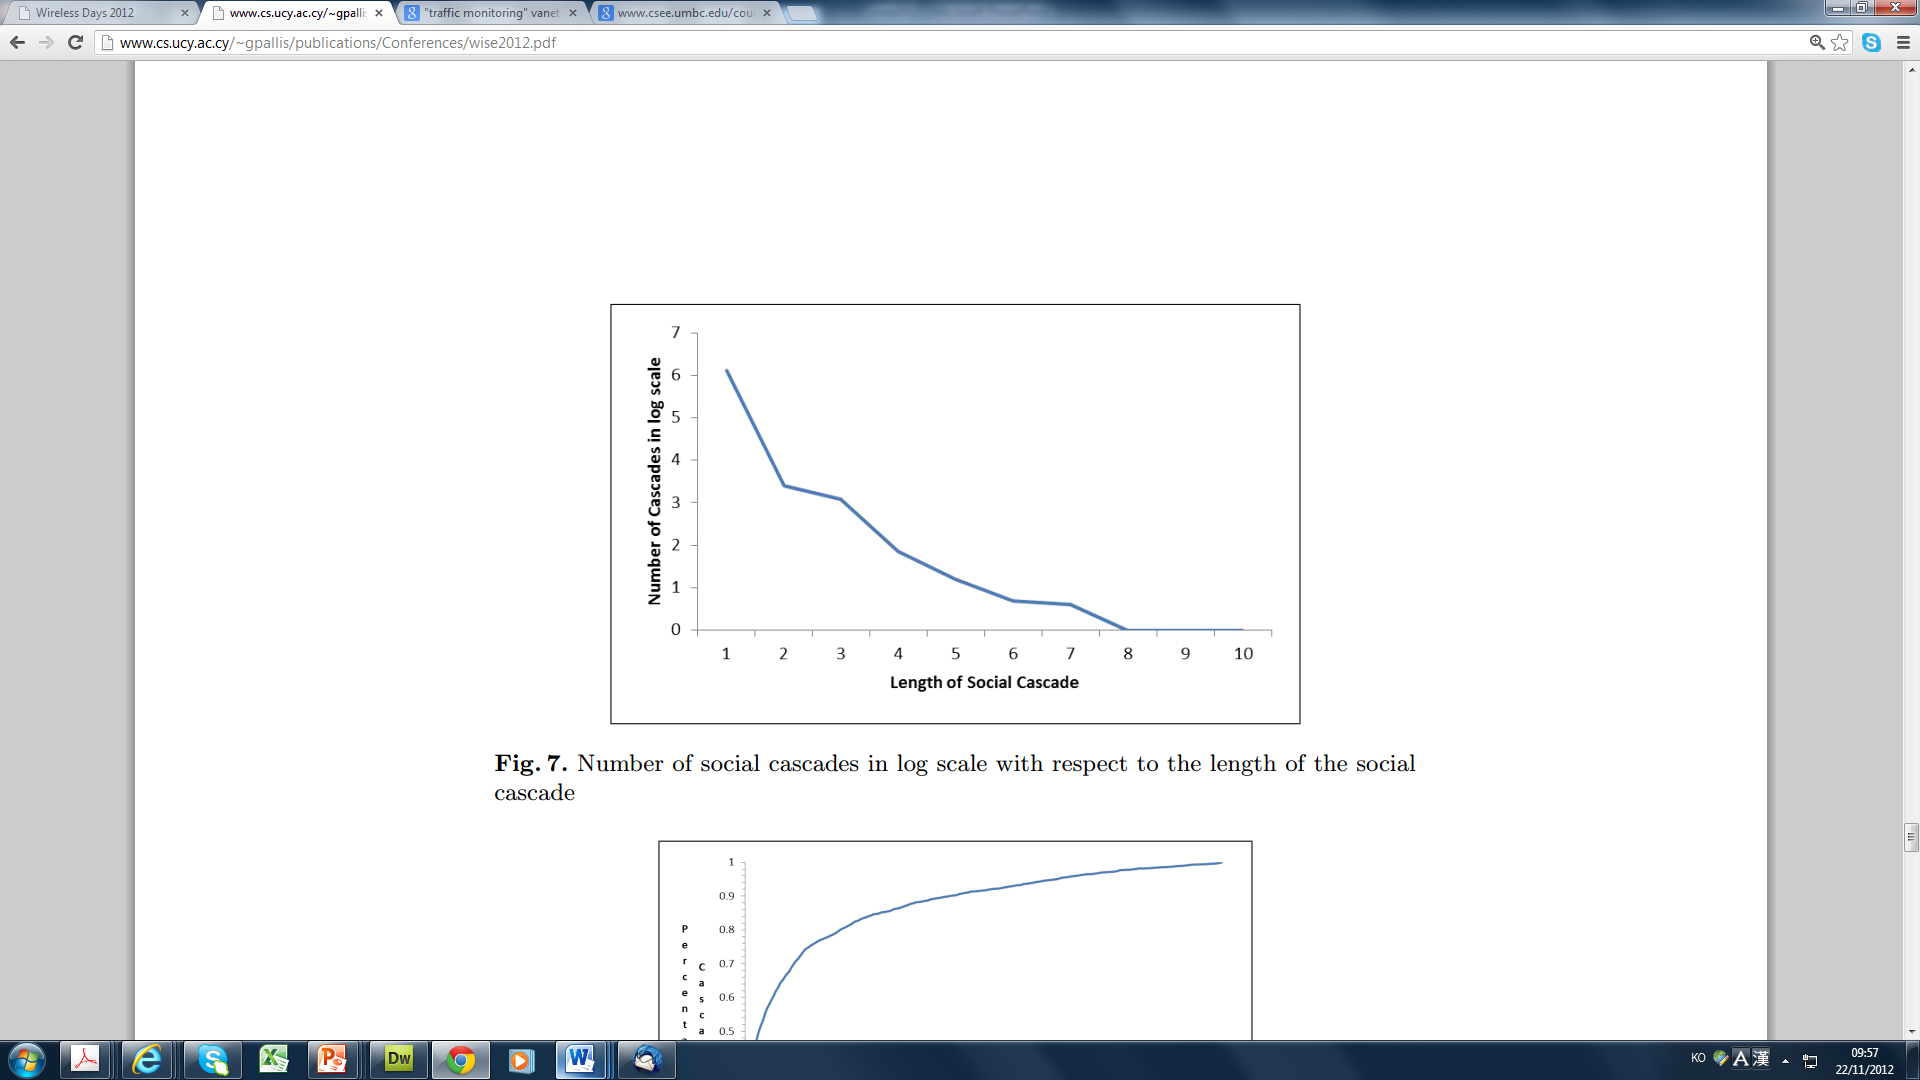 Wireless Days 2012
www.cs.ucy.ac.cy/~gpalli
"traffic monitoring" vanet
www.csee.umbc.edu/cou
www.cs.ucy.ac.cy/~gpallis/publications/Conferences/wise2012.pdf
7
6
5
4
3
2
1
0
Number of Cascades in log scale
1 2 3 4 5 6 7 8 9 10
Length of Social Cascade
Fig. 7. Number of social cascades in log scale with respect to the length of the social
cascade
1
0.9
0.8
0.7
0.6
0.5
Percent
Casca
Dw
KO A 漢 09:57
22/11/2012